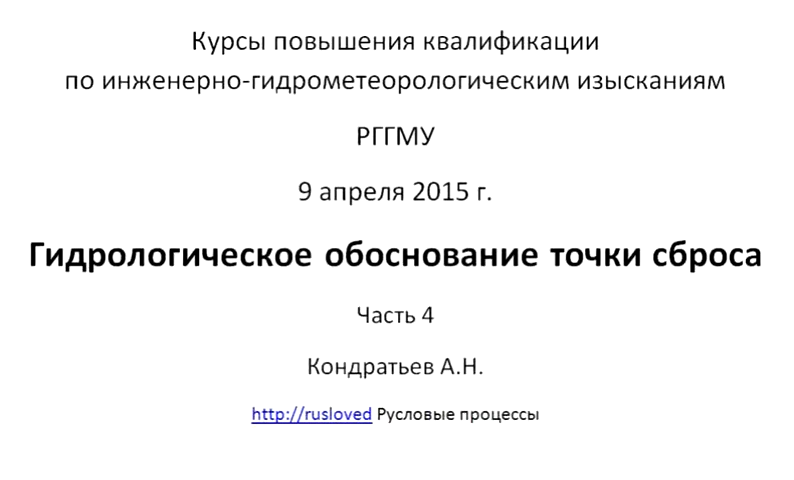 Курсы повышения квалификации
по инженерно-гидрометеорологическим изысканиям
РГГМУ
9 апреля 2015 г.
Гидрологическое обоснование точки сброса
Часть 4
Кондратьев А.Н.
http://rusloved Русловые процессы